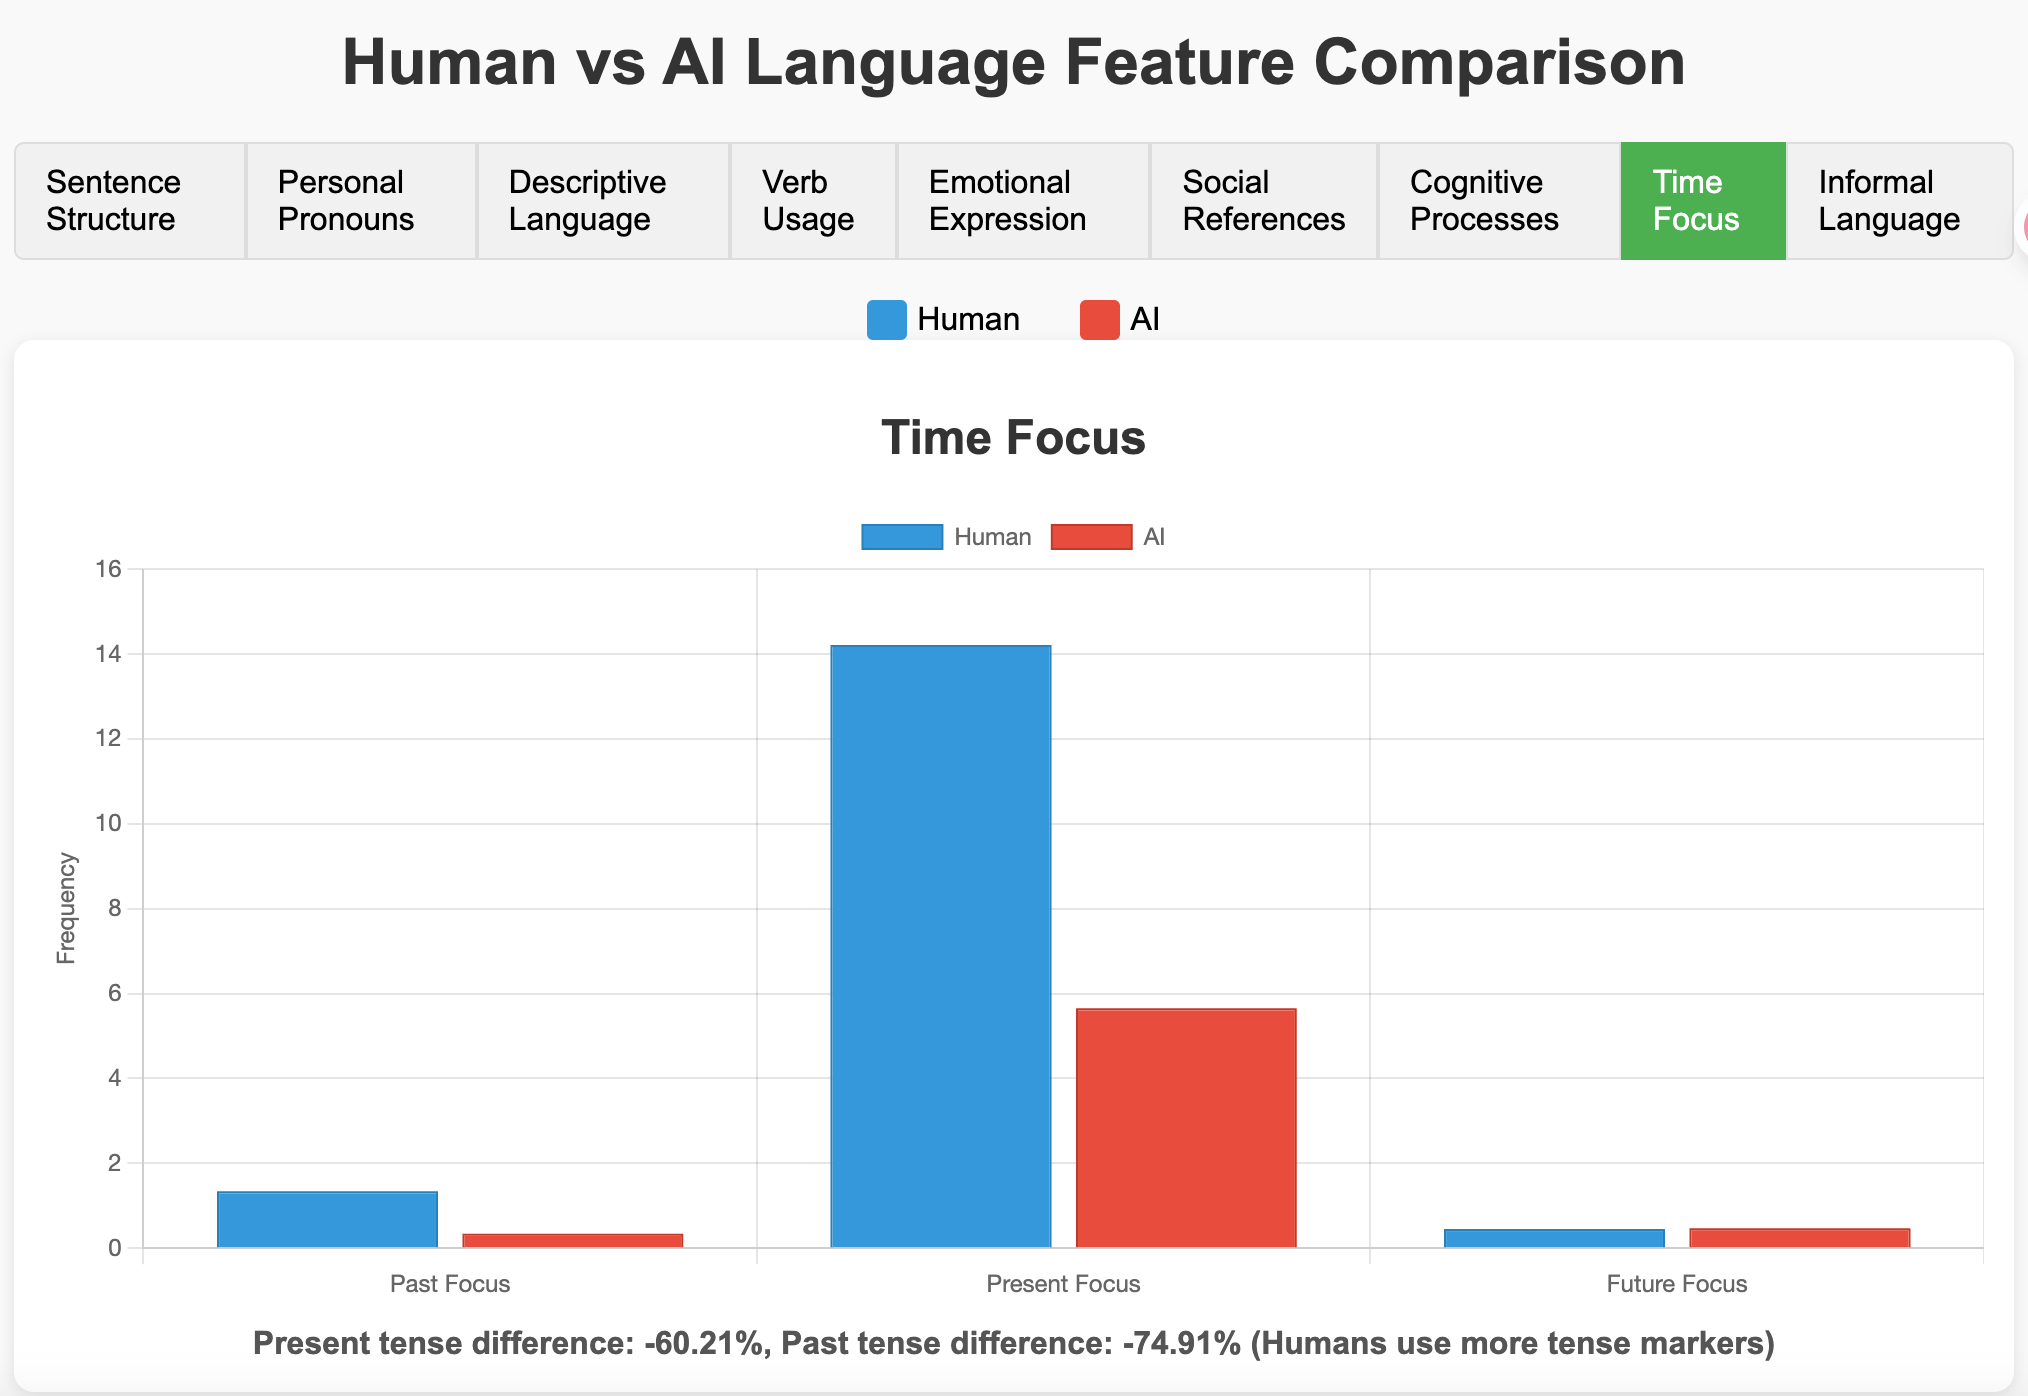 Human vs AI Language Feature Comparison
Sentence Structure
Personal Pronouns
Descriptive Language
Verb Usage
Emotional Expression
Social References
Cognitive Processes
Time Focus
Informal Language
Human AI
Time Focus
Human AI
16
14
12
10
8
6
4
2
0
Frequency
Past Focus Present Focus Future Focus
Present tense difference: -60.21%, Past tense difference: -74.91% (Humans use more tense markers)